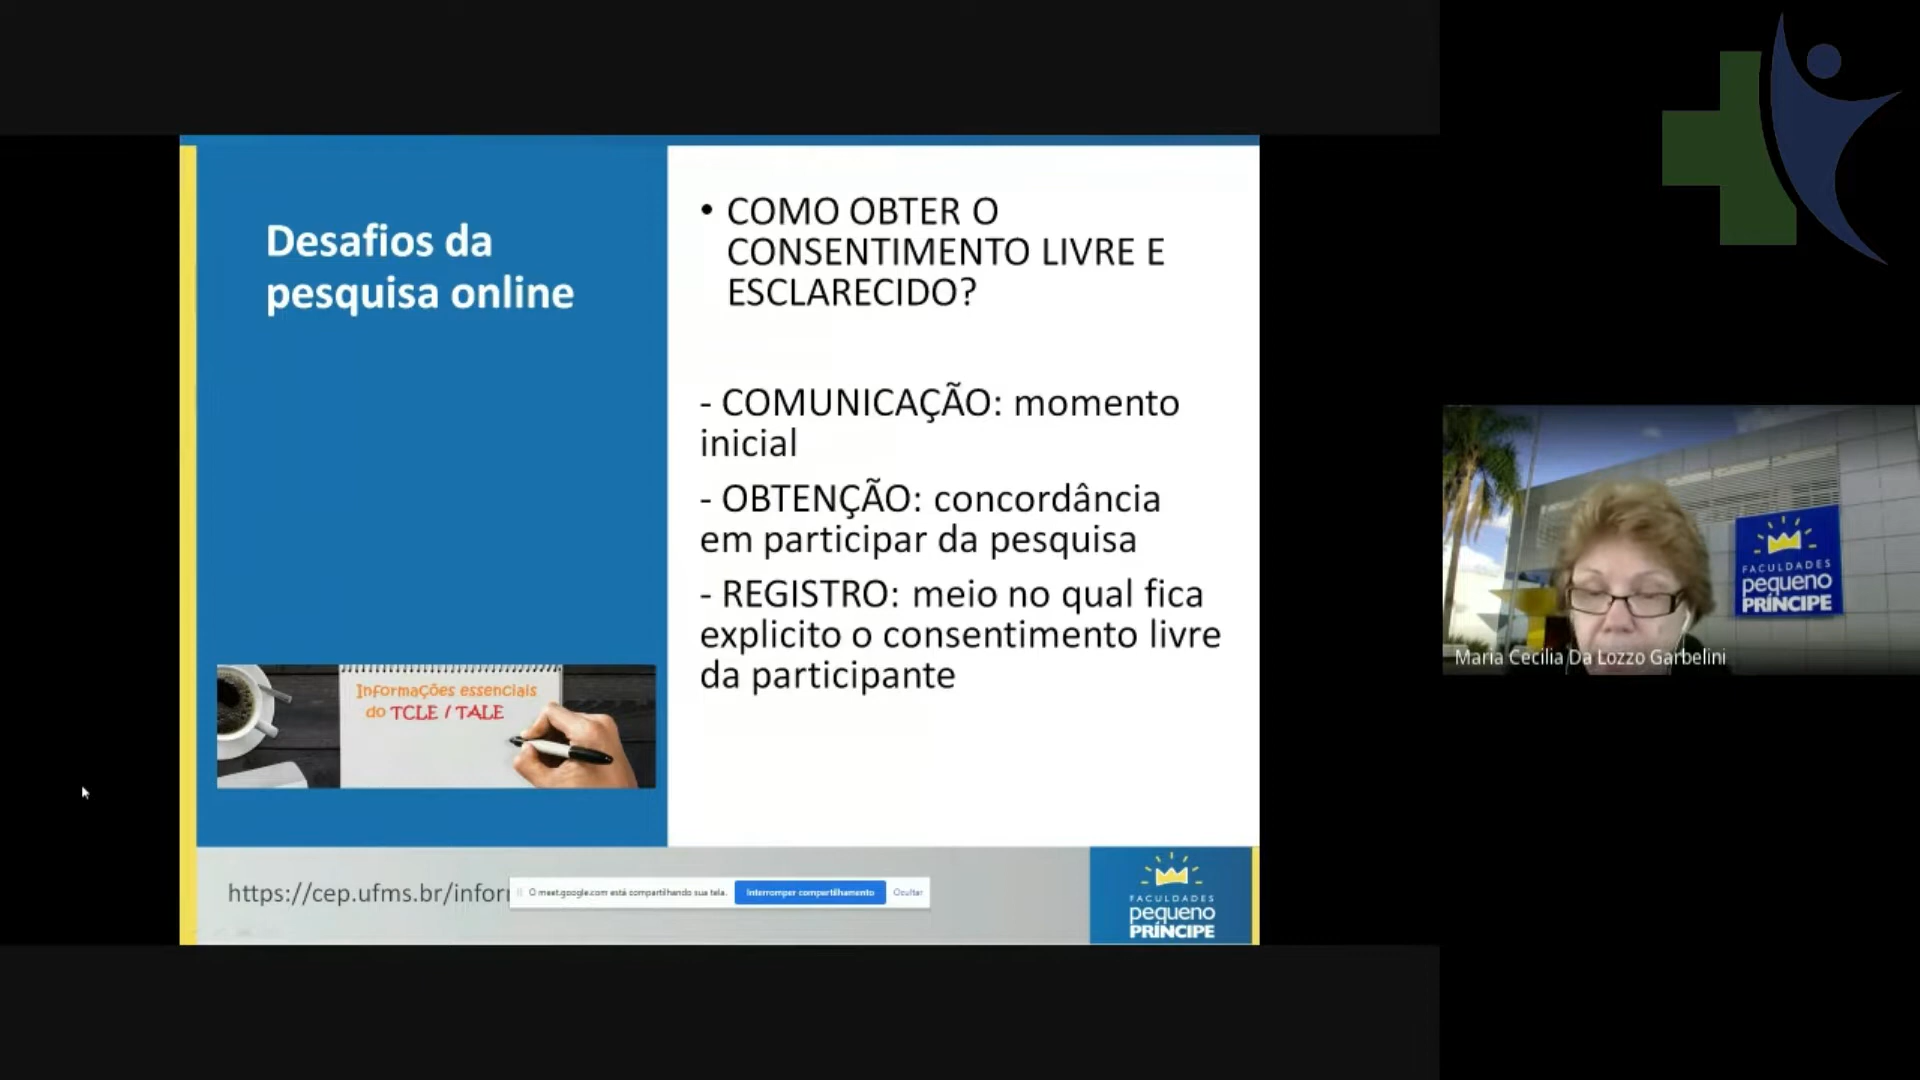 Desafios da
pesquisa online
Informações essenciais
do TCLE / TALE
• COMO OBTER O
CONSENTIMENTO LIVRE E
ESCLARECIDO?
- COMUNICAÇÃO: momento
inicial
- OBTENÇÃO: concordância
em participar da pesquisa
- REGISTRO: meio no qual fica
explicito o consentimento livre
da participante
https://cep.ufms.br/infor
O meet.google.com está compartilhando sua tela.
Interromper compartilhamento
Ocultar
FACULDADES
pequeno
PRÍNCIPE
FACULDADES
pequeno
PRÍNCIPE
Maria Cecilia Da Lozzo Garbelini